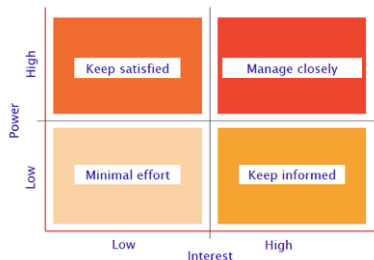 High
Keep satisfied
Manage closely
Power
Low
Minimal effort
Keep informed
Low
High
Interest